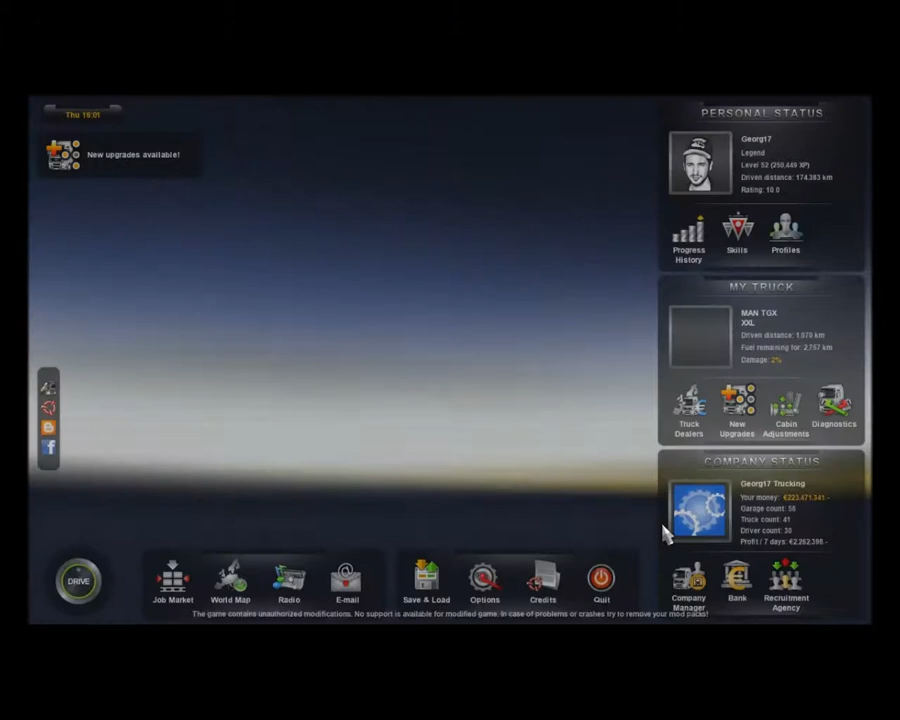 Thu 16:01
New upgrades available!
PERSONAL STATUS
Georg17
Legend
Level 52 (250,449 XP)
Driven distance: 174,383 km
Rating: 10.0
Progress
History
Skills
Profiles
MY TRUCK
MAN TGX
XXL
Driven distance: 1,070 km
Fuel remaining for: 2,757 km
Damage: 2%
Truck
Dealers
New
Upgrades
Cabin
Adjustments
Diagnostics
COMPANY STATUS
Georg17 Trucking
Your money: €223,471,341.-
Garage count: 58
Truck count: 41
Driver count: 30
Profit / 7 days: €2,262,398.-
Company
Manager
Bank
Recruitment
Agency
DRIVE
Job Market
World Map
Radio
E-mail
Save & Load
Options
Credits
Quit
The game contains unauthorized modifications. No support is available for modified game. In case of problems or crashes try to remove your mod packs!